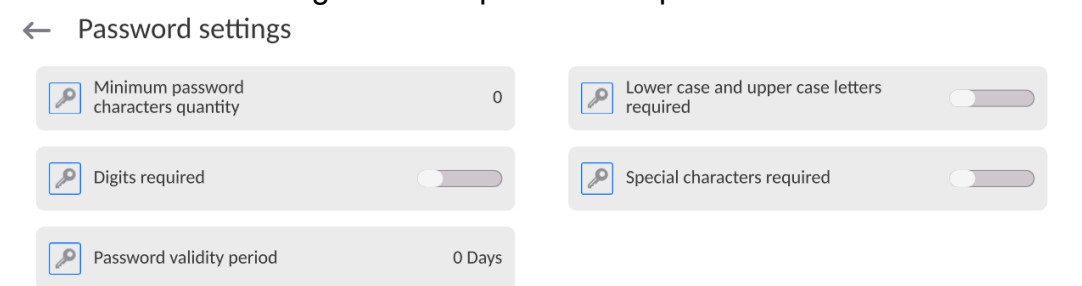 Password settings
Minimum password
characters quantity
0
Lower case and upper case letters
required
Digits required
Special characters required
Password validity period
0 Days